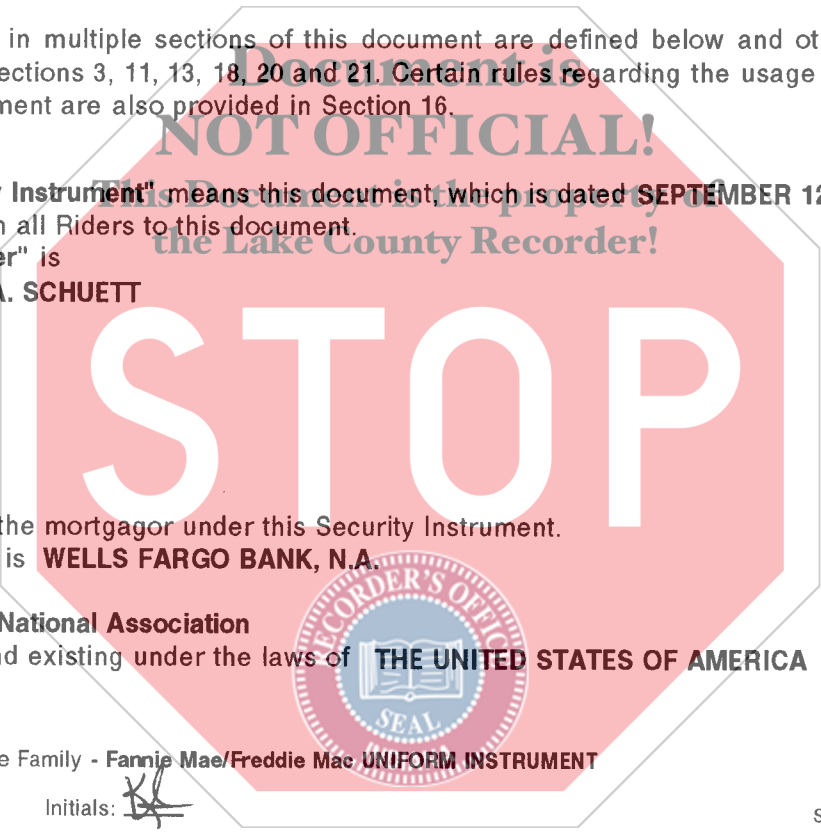 in multiple sections of this document are defined below and ot
ections 3, 11, 13, 18, 20 and 21. Certain rules regarding the usage
ment are also provided in Section 16.
Document is
NOT OFFICIAL!
This Document is the property of
the Lake County Recorder!
Instrument" means this document, which is dated SEPTEMBER 12
all Riders to this document.
er" is
A. SCHUETT
STOP
the mortgagor under this Security Instrument.
is WELLS FARGO BANK, N.A.
National Association
d existing under the laws of THE UNITED STATES OF AMERICA
RECORDER'S OFFICE
SEAL
e Family - Fannie Mae/Freddie Mac UNIFORM INSTRUMENT
Initials:
S